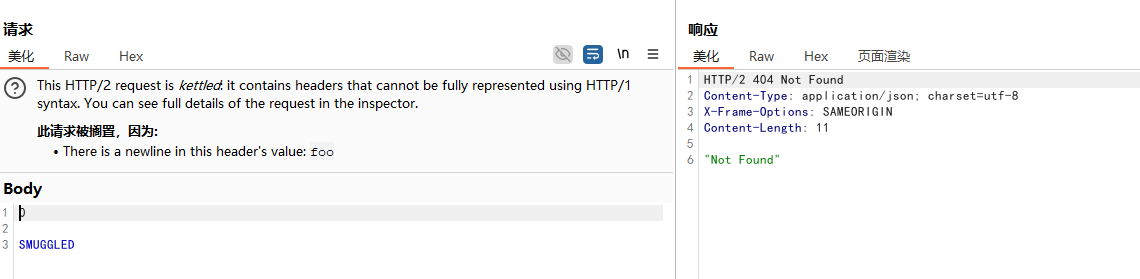 请求
美化 Raw Hex
\n
This HTTP/2 request is kettled: it contains headers that cannot be fully represented using HTTP/1
syntax. You can see full details of the request in the inspector.
此请求被搁置，因为:
• There is a newline in this header's value: foo
Body
1 0
2
3 SMUGGLED
响应
美化 Raw Hex 页面渲染
1 HTTP/2 404 Not Found
2 Content-Type: application/json; charset=utf-8
3 X-Frame-Options: SAMEORIGIN
4 Content-Length: 11
5
6 "Not Found"